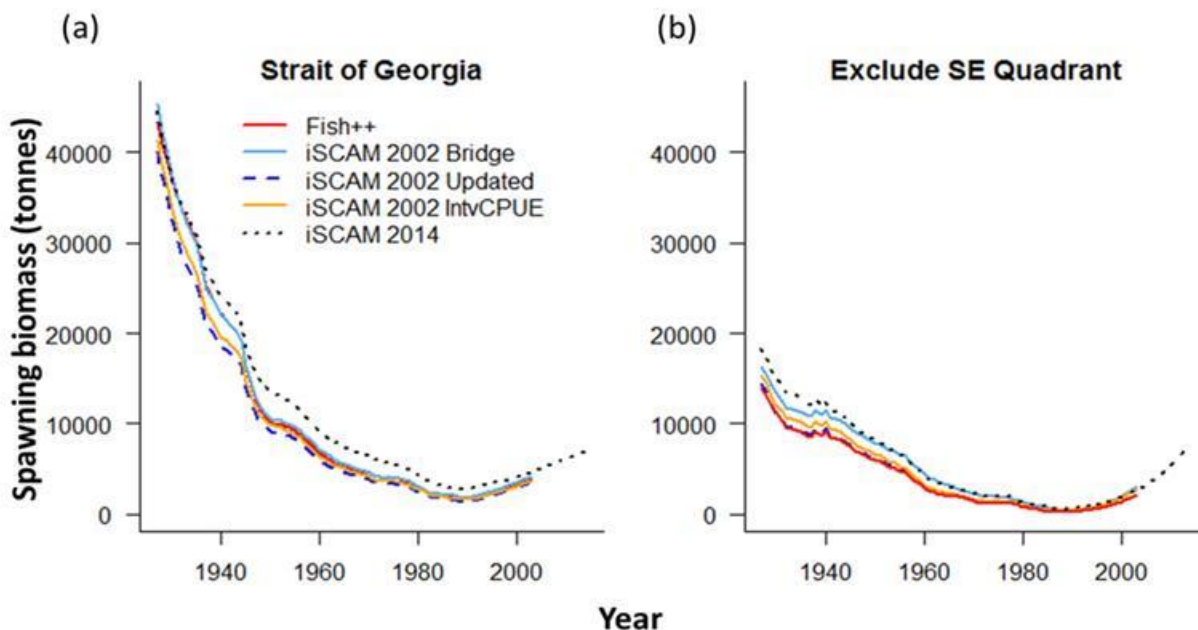 (a)
Strait of Georgia
Fish++
iSCAM 2002 Bridge
iSCAM 2002 Updated
iSCAM 2002 IntvCPUE
iSCAM 2014
Spawning biomass (tonnes)
40000
30000
20000
10000
0
1940 1960 1980 2000
(b)
Exclude SE Quadrant
40000
30000
20000
10000
0
1940 1960 1980 2000
Year